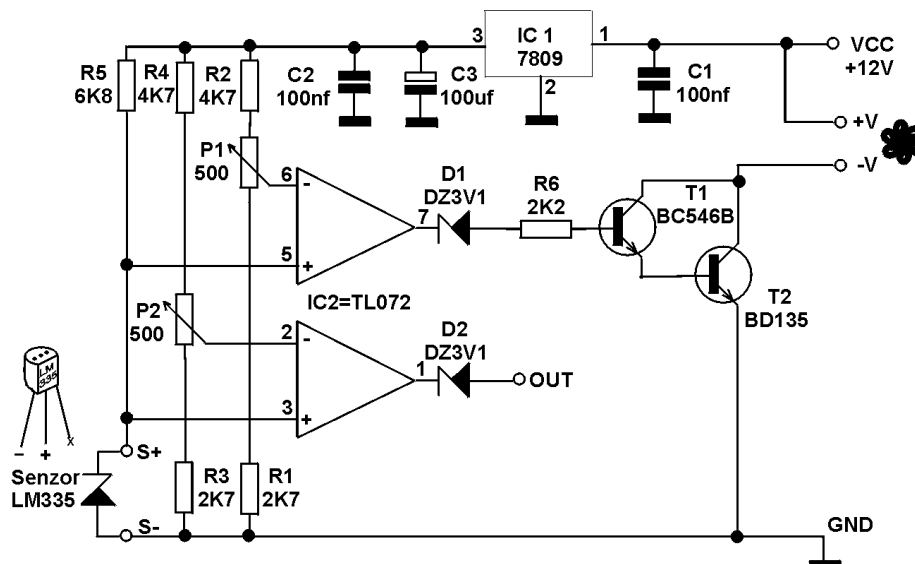 3
IC 1
7809
1
2
VCC
+12V
R5
6K8
R4
4K7
R2
4K7
C2
100nf
C3
100uf
C1
100nf
+V
-V
P1
500
6
-
5
+
7
D1
DZ3V1
R6
2K2
T1
BC546B
T2
BD135
IC2=TL072
P2
500
2
-
3
+
1
D2
DZ3V1
OUT
LM
335
- + x
S+
Senzor
LM335
S-
R3
2K7
R1
2K7
GND